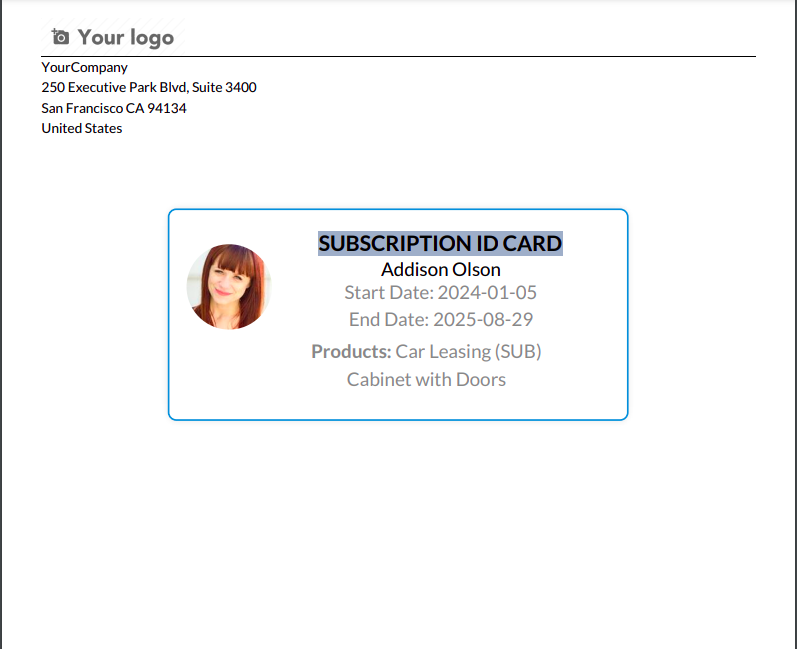 Your logo
YourCompany
250 Executive Park Blvd, Suite 3400
San Francisco CA 94134
United States
SUBSCRIPTION ID CARD
Addison Olson
Start Date: 2024-01-05
End Date: 2025-08-29
Products: Car Leasing (SUB)
Cabinet with Doors